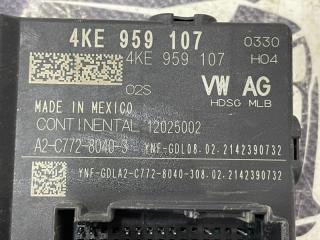 4KE 959 107
4KE 959 107 0330
H04
02S VW AG
HDSG MLB
MADE IN MEXICO
CONTINENTAL 12025002
A2-C772-8040-3 YNF-GDL08.02.2142390732
YNF-GDLA2-C772-8040-308.02.2142390732